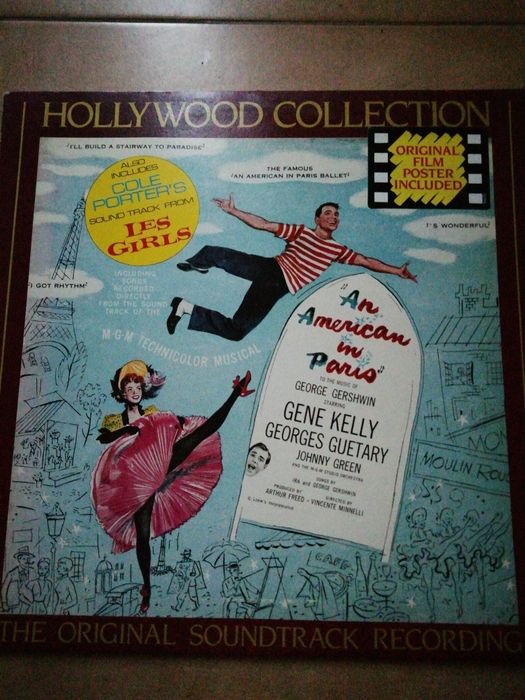 HOLLYWOOD COLLECTION
"I'LL BUILD A STAIRWAY TO PARADISE"
ALSO
INCLUDES
COLE
PORTER'S
SOUND TRACK FROM
LES
GIRLS
THE FAMOUS
"AN AMERICAN IN PARIS BALLET"
ORIGINAL
FILM
POSTER
INCLUDED
"'S WONDERFUL"
"I GOT RHYTHM"
INCLUDING
SONGS
RECORDED
DIRECTLY
FROM THE SOUND
TRACK OF THE
M-G-M TECHNICOLOR MUSICAL
"An
American
in
Paris"
TO THE MUSIC OF
GEORGE GERSHWIN
STARRING
GENE KELLY
GEORGES GUETARY
JOHNNY GREEN
AND THE M-G-M STUDIO ORCHESTRA
SONGS BY
IRA and GEORGE GERSHWIN
PRODUCED BY
ARTHUR FREED -
DIRECTED BY
VINCENTE MINNELLI
© Loew's Incorporated
MOULIN ROU
CAFE
THE ORIGINAL SOUNDTRACK RECORDING